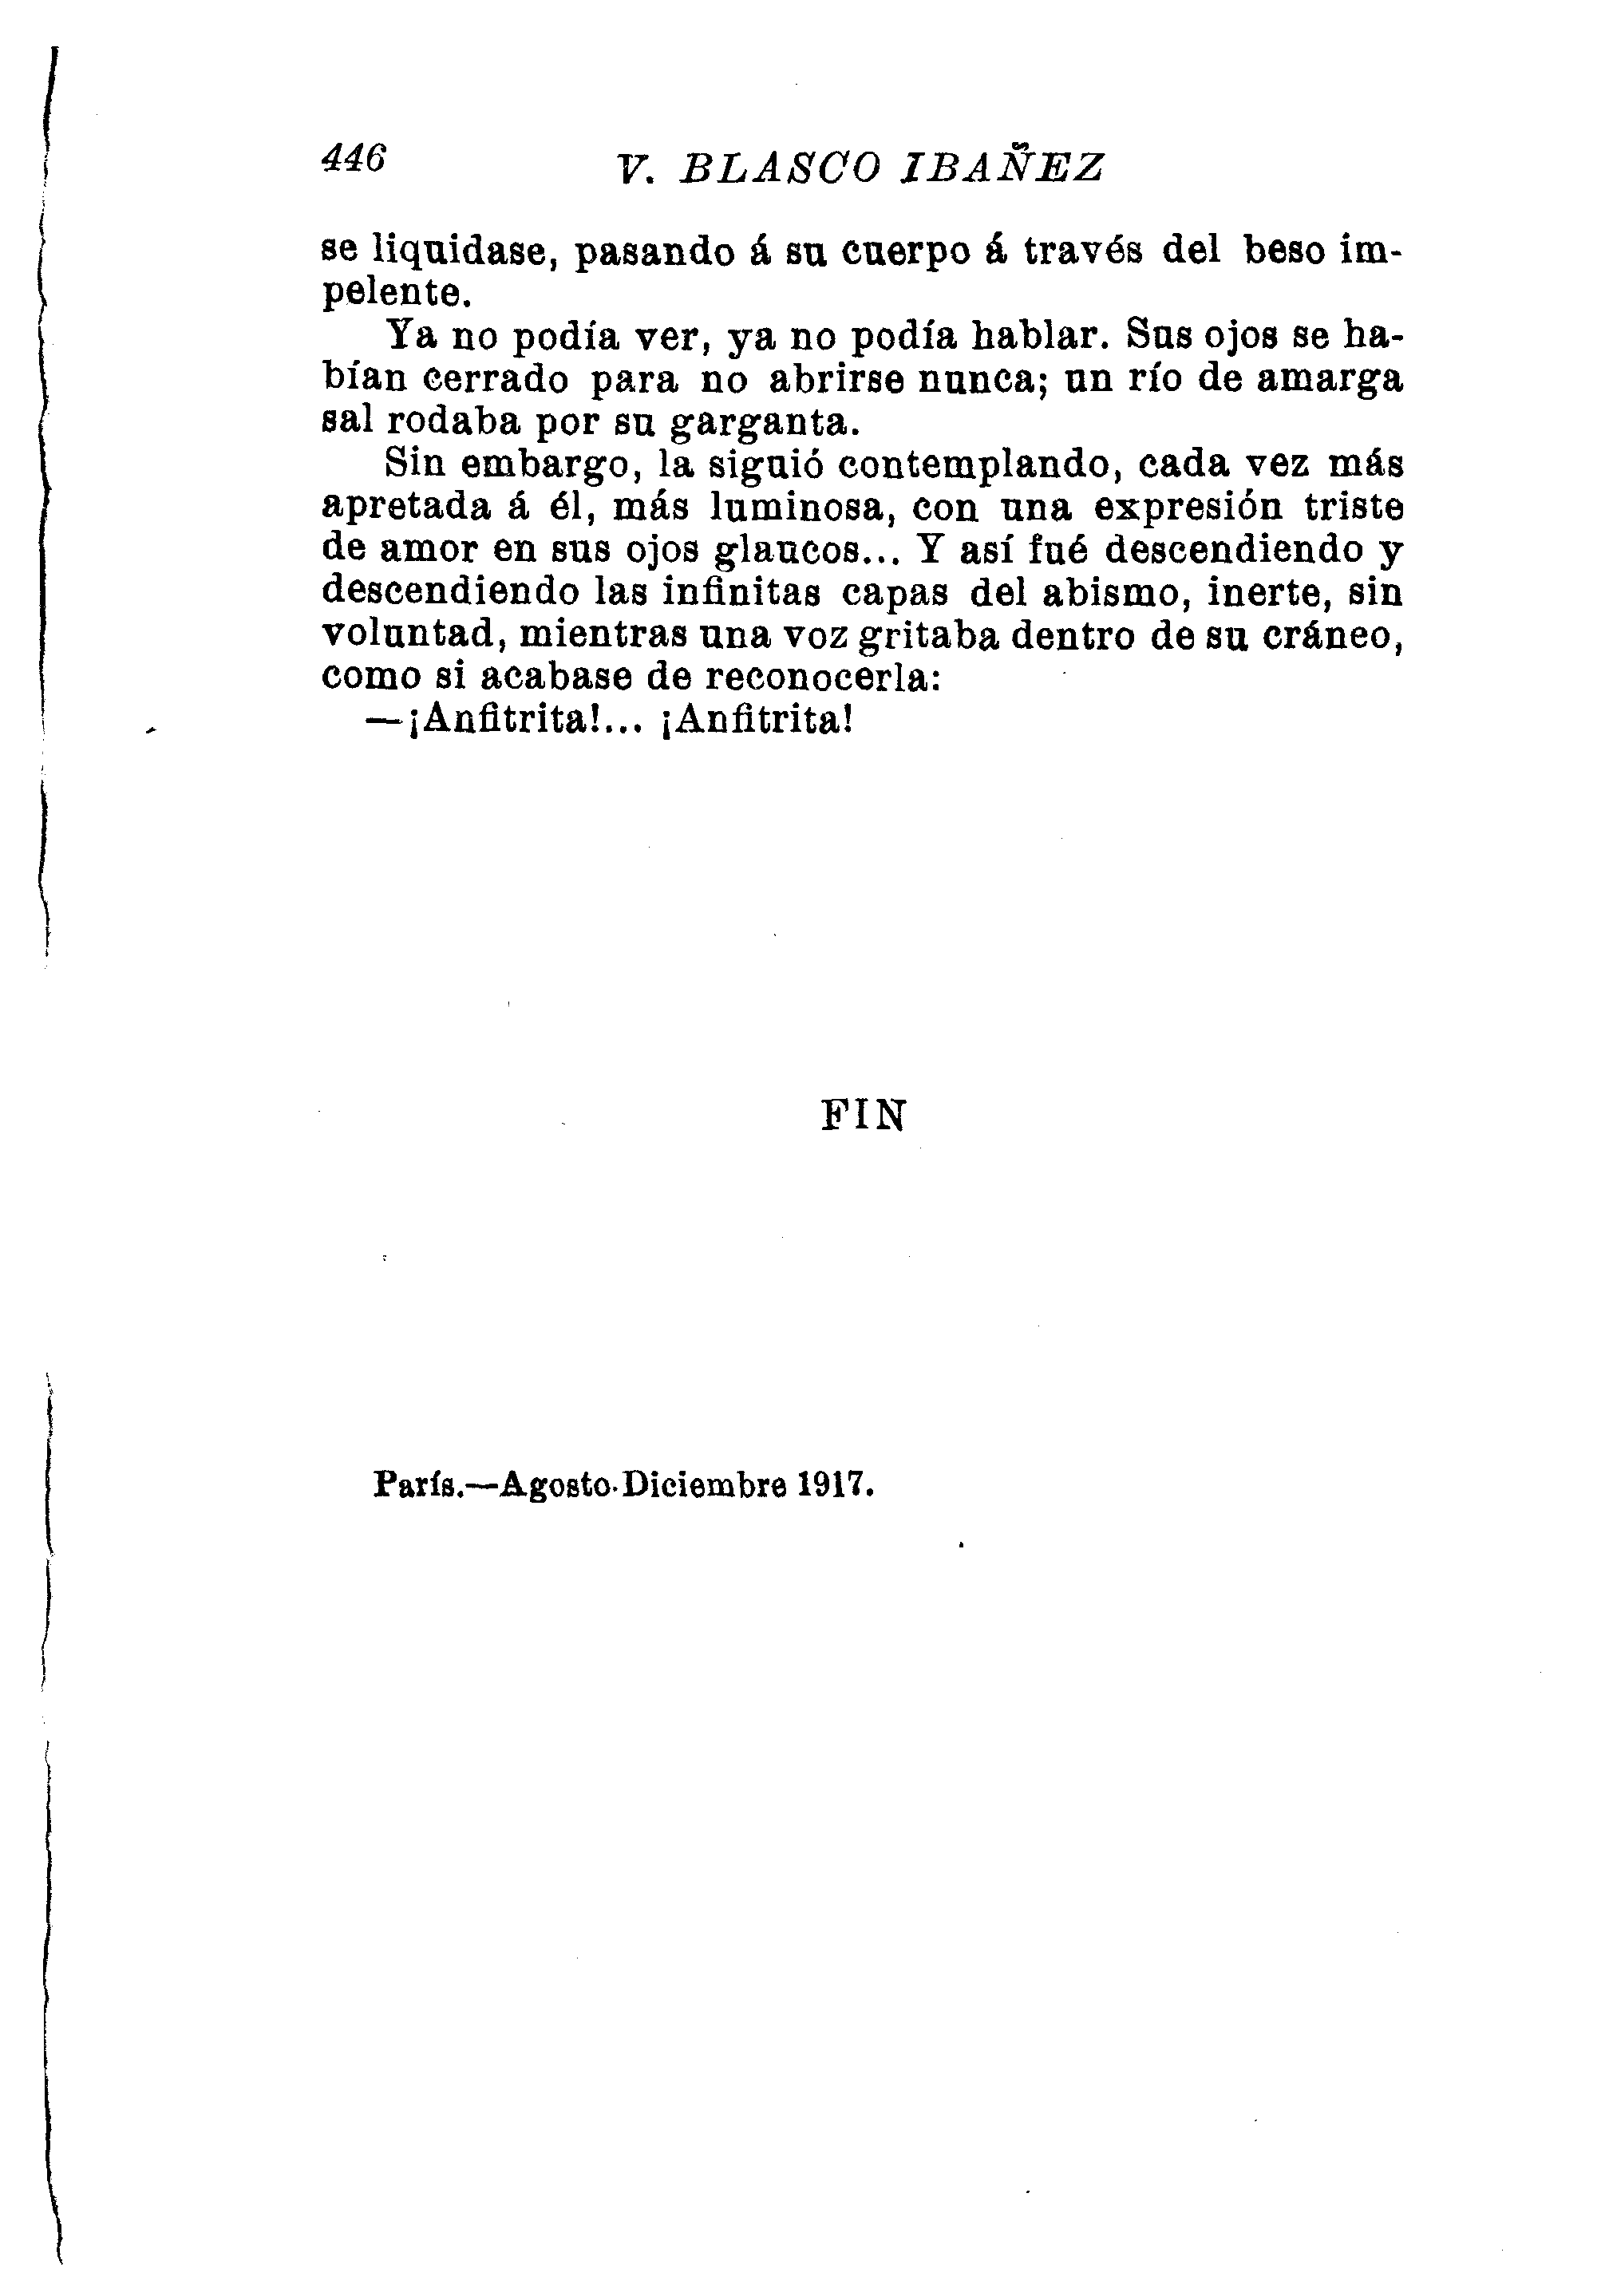 446
V. BLASCO IBAÑEZ
se liquidase, pasando á su cuerpo á través del beso im-
pelente.
Ya no podía ver, ya no podía hablar. Sus ojos se ha-
bían cerrado para no abrirse nunca; un río de amarga
sal rodaba por su garganta.
Sin embargo, la siguió contemplando, cada vez más
apretada á él, más luminosa, con una expresión triste
de amor en sus ojos glaucos... Y así fué descendiendo y
descendiendo las infinitas capas del abismo, inerte, sin
voluntad, mientras una voz gritaba dentro de su cráneo,
como si acabase de reconocerla:
—¡Anfitrita!... ¡Anfitrita!
FIN
París.—Agosto-Diciembre 1917.